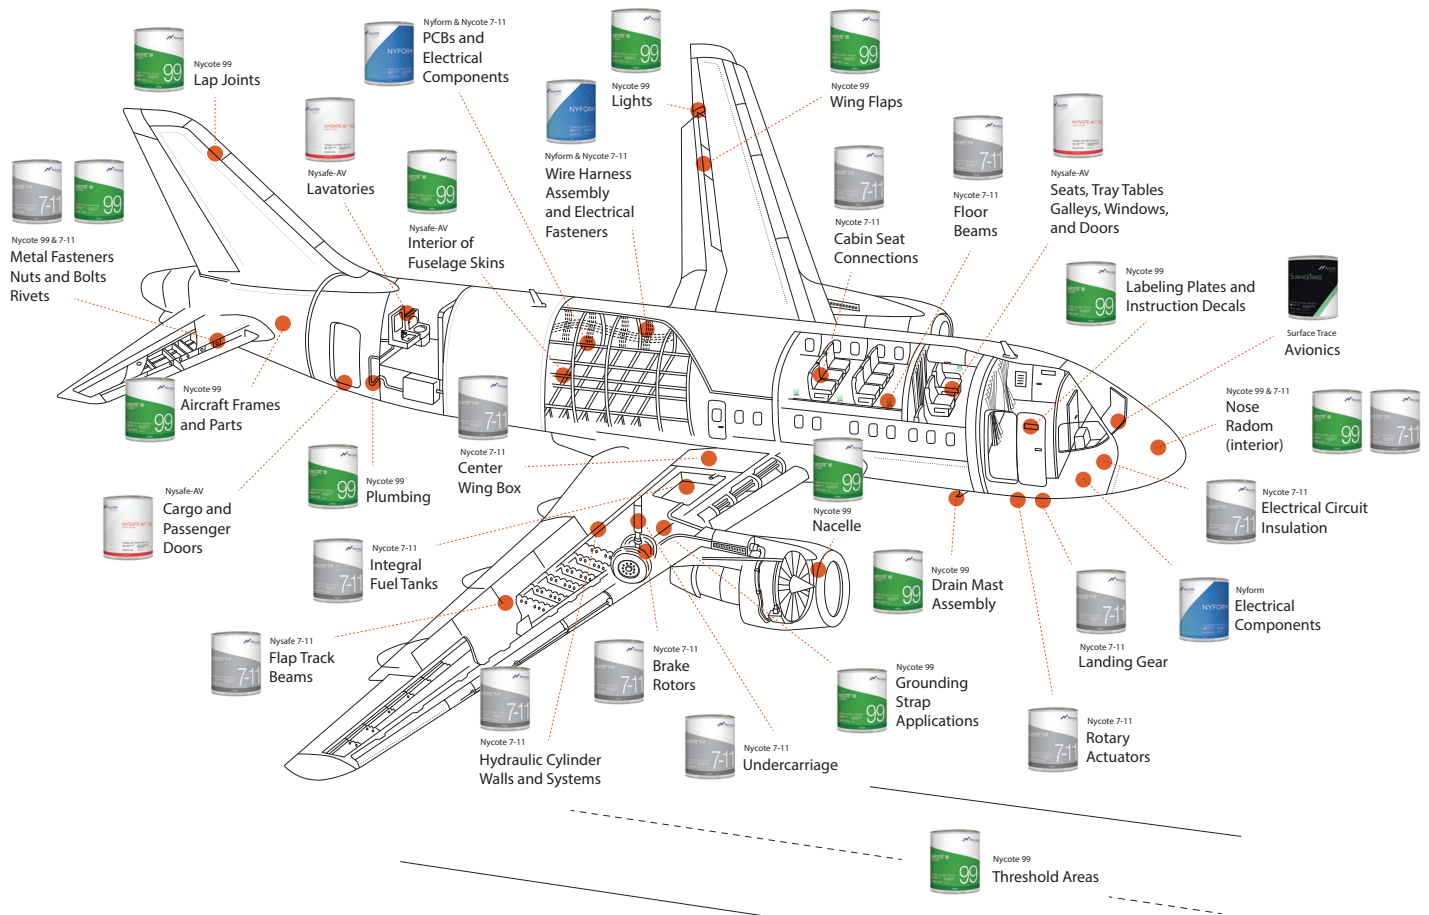 Nycote 99
Lap Joints
Nyform & Nycote 7-11
PCBs and
Electrical
Components
Nycote 99
Lights
Nycote 99
Wing Flaps
Nysafe-AV
Lavatories
Nyform & Nycote 7-11
Wire Harness
Assembly
and Electrical
Fasteners
Nycote 7-11
Floor
Beams
Nysafe-AV
Seats, Tray Tables
Galleys, Windows,
and Doors
Nycote 99 & 7-11
Metal Fasteners
Nuts and Bolts
Rivets
Nysafe-AV
Interior of
Fuselage Skins
Nycote 7-11
Cabin Seat
Connections
Nycote 99
Labeling Plates and
Instruction Decals
Surface Trace
Avionics
Nycote 99
Aircraft Frames
and Parts
Nycote 99 & 7-11
Nose
Radom
(interior)
Nycote 7-11
Center
Wing Box
Nycote 99
Plumbing
Nysafe-AV
Cargo and
Passenger
Doors
Nycote 99
Nacelle
Nycote 7-11
Electrical Circuit
Insulation
Nycote 7-11
Integral
Fuel Tanks
Nycote 99
Drain Mast
Assembly
Nyform
Electrical
Components
Nysafe 7-11
Flap Track
Beams
Nycote 7-11
Brake
Rotors
Nycote 7-11
Landing Gear
Nycote 99
Grounding
Strap
Applications
Nycote 7-11
Hydraulic Cylinder
Walls and Systems
Nycote 7-11
Undercarriage
Nycote 7-11
Rotary
Actuators
Nycote 99
Threshold Areas
99
7-11
NYFORM